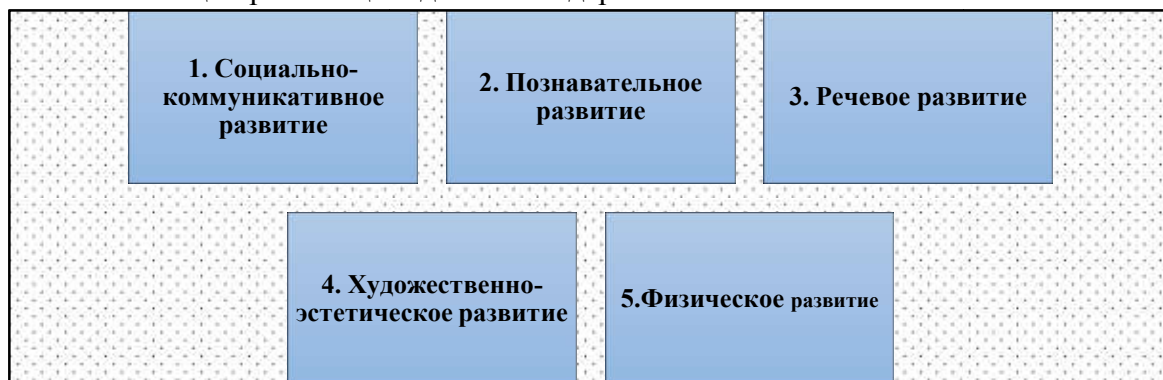 1. Социально-
коммуникативное
развитие
2. Познавательное
развитие
3. Речевое развитие
4. Художественно-
эстетическое развитие
5.Физическое развитие